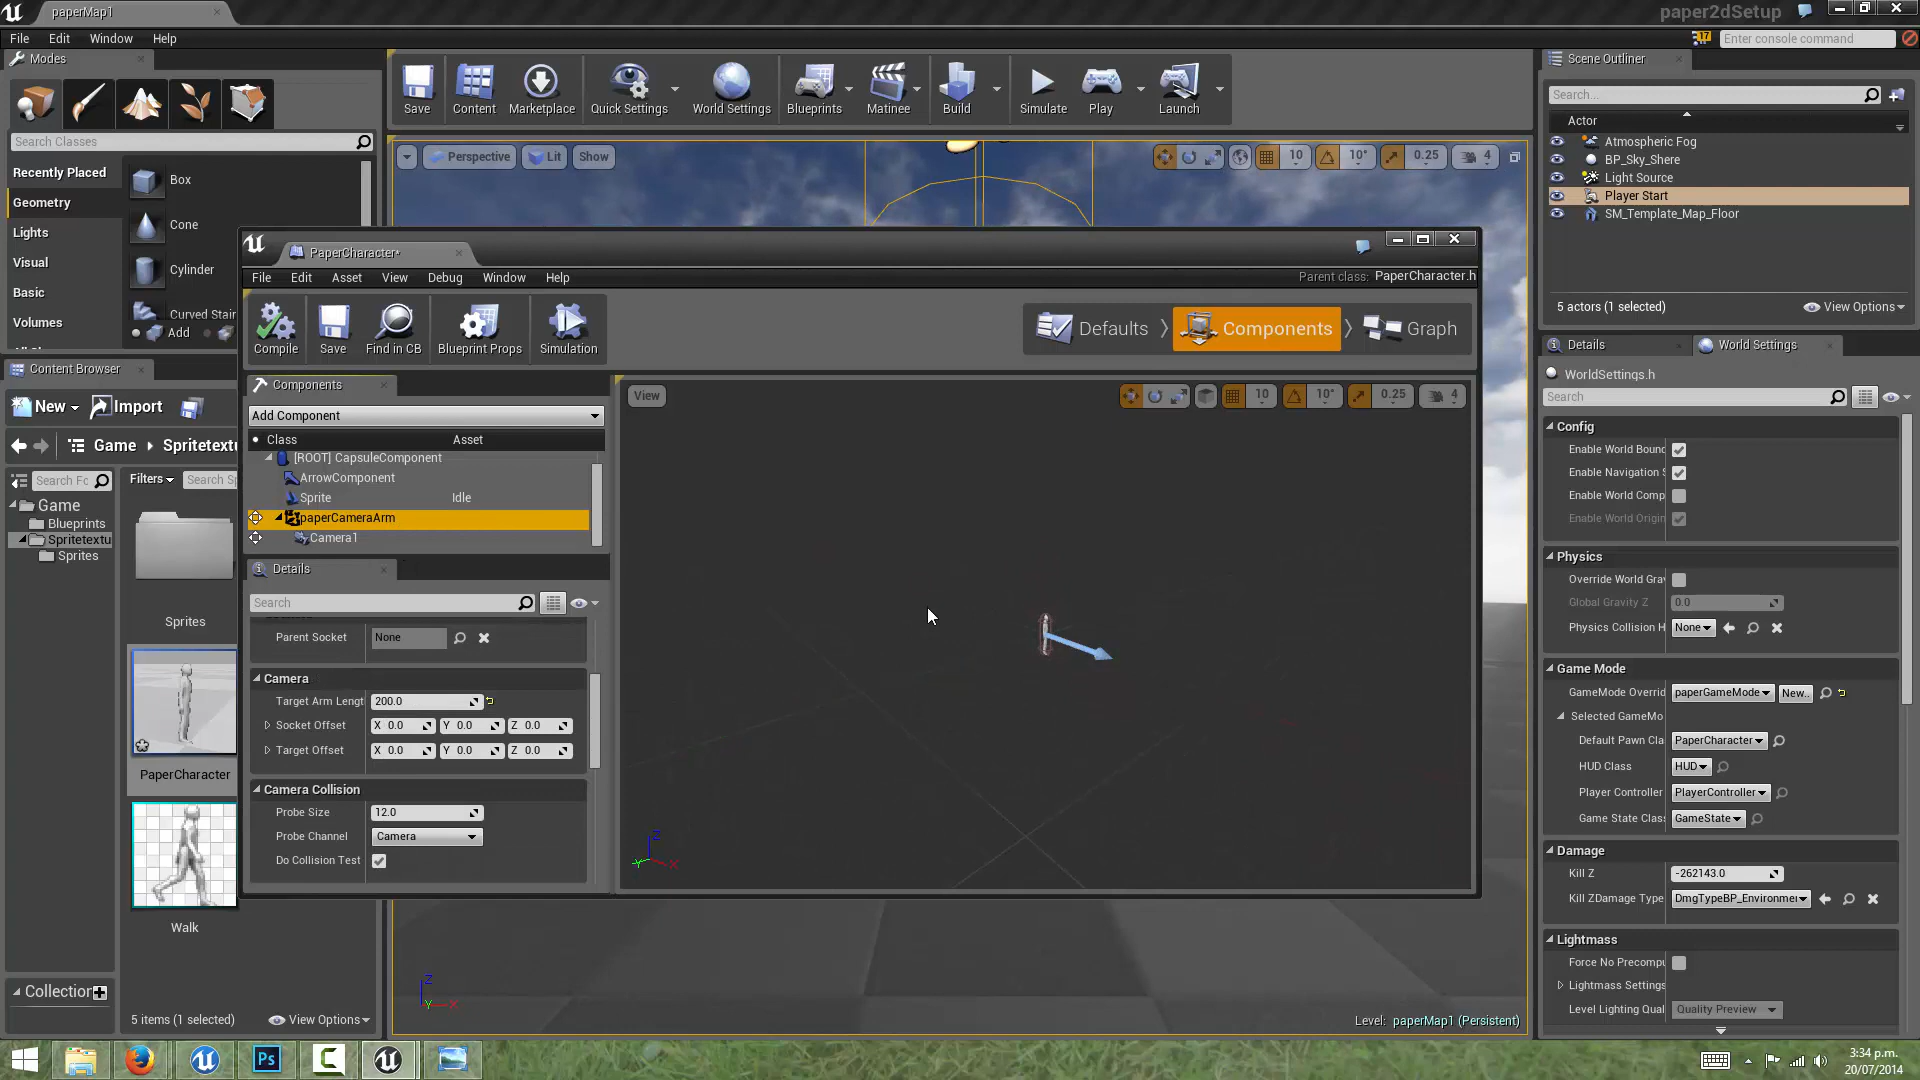 paperMap1
paper2dSetup
File Edit Window Help
17
Enter console command
Modes
Search Classes
Recently Placed
Geometry
Lights
Visual
Basic
Volumes
Box
Cone
Cylinder
Curved Stair
Add
Save
Content
Marketplace
Quick Settings
World Settings
Blueprints
Matinee
Build
Simulate
Play
Launch
Perspective
Lit
Show
10
10°
0.25
4
Scene Outliner
Search...
Actor
Atmospheric Fog
BP_Sky_Shere
Light Source
Player Start
SM_Template_Map_Floor
5 actors (1 selected)
View Options
PaperCharacter*
File Edit Asset View Debug Window Help
Parent class: PaperCharacter.h
Compile
Save
Find in CB
Blueprint Props
Simulation
Defaults
Components
Graph
Components
Add Component
Class Asset
[ROOT] CapsuleComponent
ArrowComponent
Sprite Idle
paperCameraArm
Camera1
Details
Search
Parent Socket None
Camera
Target Arm Lengt 200.0
Socket Offset X 0.0 Y 0.0 Z 0.0
Target Offset X 0.0 Y 0.0 Z 0.0
Camera Collision
Probe Size 12.0
Probe Channel Camera
Do Collision Test
View
10
10°
0.25
4
Z
Y
X
Content Browser
New
Import
Game
Spritetextu
Search Fo
Filters
Search Sp
Game
Blueprints
Spritetextu
Sprites
Sprites
PaperCharacter
Walk
Collection
5 items (1 selected)
View Options
Z
Y
X
Level: paperMap1 (Persistent)
Details
World Settings
WorldSettings.h
Search
Config
Enable World Bounc
Enable Navigation S
Enable World Comp
Enable World Origin
Physics
Override World Grav
Global Gravity Z 0.0
Physics Collision H None
Game Mode
GameMode Overrid paperGameMode New..
Selected GameMo
Default Pawn Cla PaperCharacter
HUD Class HUD
Player Controller PlayerController
Game State Class GameState
Damage
Kill Z -262143.0
Kill ZDamage Type DmgTypeBP_Environme
Lightmass
Force No Precompu
Lightmass Settings
Level Lighting Qual Quality Preview
Ps
3:34 p.m.
20/07/2014